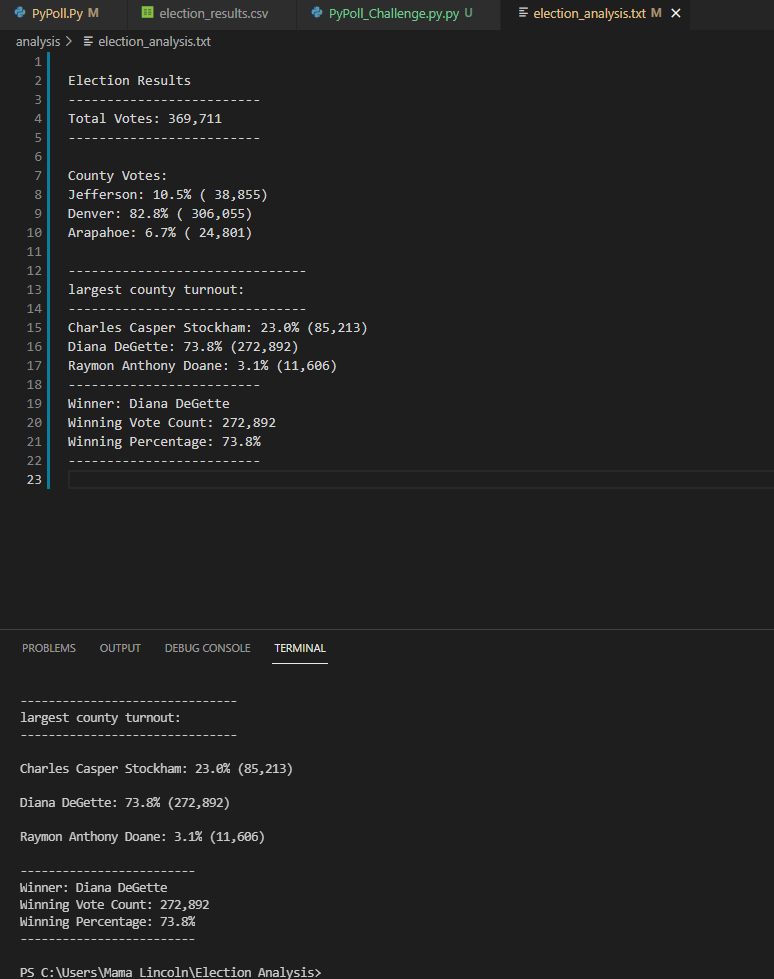 PyPoll.Py M election_results.csv PyPoll_Challenge.py.py U election_analysis.txt M
analysis > election_analysis.txt
1
2 Election Results
3 -------------------------
4 Total Votes: 369,711
5 -------------------------
6
7 County Votes:
8 Jefferson: 10.5% ( 38,855)
9 Denver: 82.8% ( 306,055)
10 Arapahoe: 6.7% ( 24,801)
11
12 -------------------------------
13 largest county turnout:
14 -------------------------------
15 Charles Casper Stockham: 23.0% (85,213)
16 Diana DeGette: 73.8% (272,892)
17 Raymon Anthony Doane: 3.1% (11,606)
18 -------------------------
19 Winner: Diana DeGette
20 Winning Vote Count: 272,892
21 Winning Percentage: 73.8%
22 -------------------------
23
PROBLEMS OUTPUT DEBUG CONSOLE TERMINAL
-------------------------------
largest county turnout:
-------------------------------
Charles Casper Stockham: 23.0% (85,213)
Diana DeGette: 73.8% (272,892)
Raymon Anthony Doane: 3.1% (11,606)
-------------------------
Winner: Diana DeGette
Winning Vote Count: 272,892
Winning Percentage: 73.8%
-------------------------
PS C:\Users\Mama Lincoln\Election Analysis>